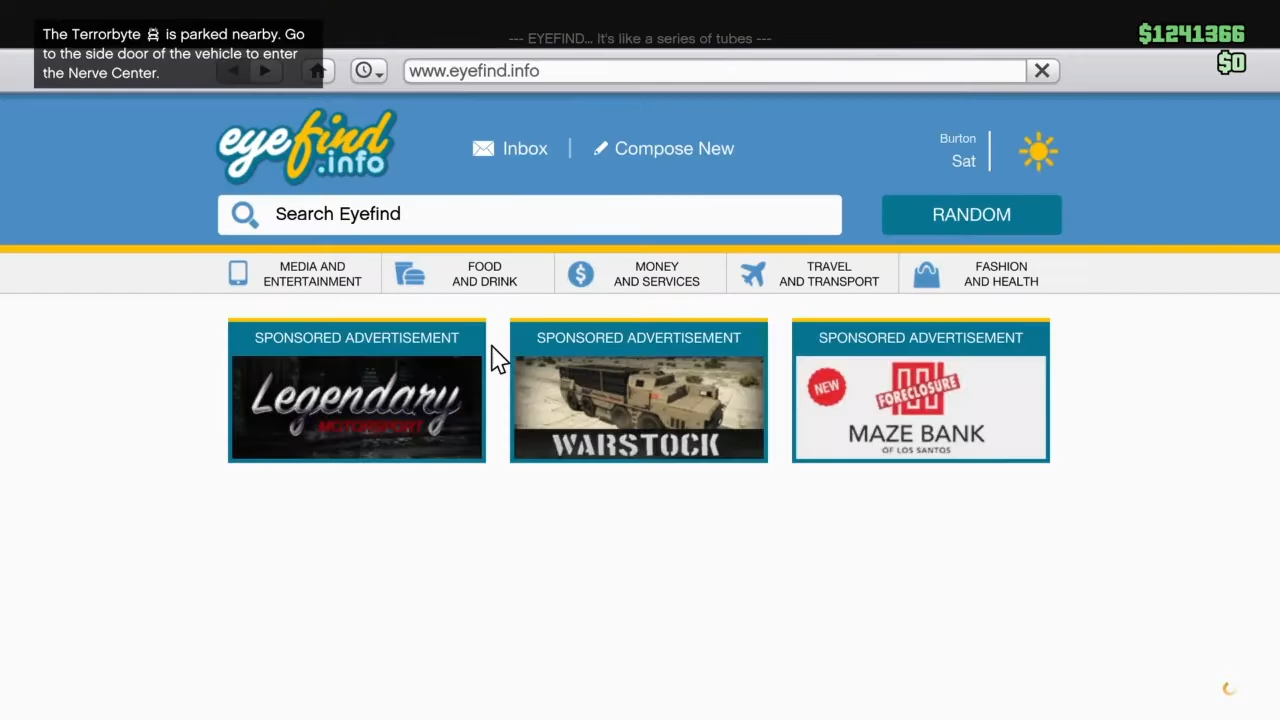 The Terrorbyte is parked nearby. Go
to the side door of the vehicle to enter
the Nerve Center.
--- EYEFIND... It's like a series of tubes ---
$1241366
$0
www.eyefind.info
eyefind
.info
Inbox
Compose New
Burton
Sat
Search Eyefind
RANDOM
MEDIA AND
ENTERTAINMENT
FOOD
AND DRINK
MONEY
AND SERVICES
TRAVEL
AND TRANSPORT
FASHION
AND HEALTH
SPONSORED ADVERTISEMENT
Legendary
MOTORSPORT
SPONSORED ADVERTISEMENT
WARSTOCK
SPONSORED ADVERTISEMENT
NEW
FORECLOSURE
MAZE BANK
OF LOS SANTOS